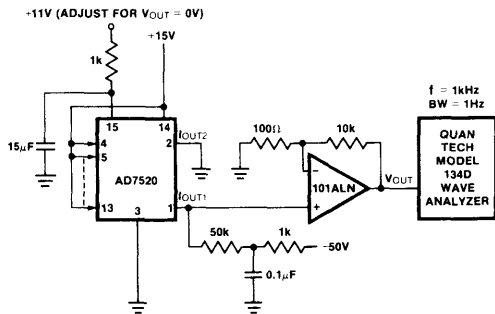 +11V (ADJUST FOR VOUT = 0V)
+15V
1k
15μF
15
14
4
5
13
2
1
3
AD7520
IOUT2
IOUT1
100Ω
10k
101ALN
−
+
VOUT
50k
1k
−50V
0.1μF
f = 1kHz
BW = 1Hz
QUAN
TECH
MODEL
134D
WAVE
ANALYZER